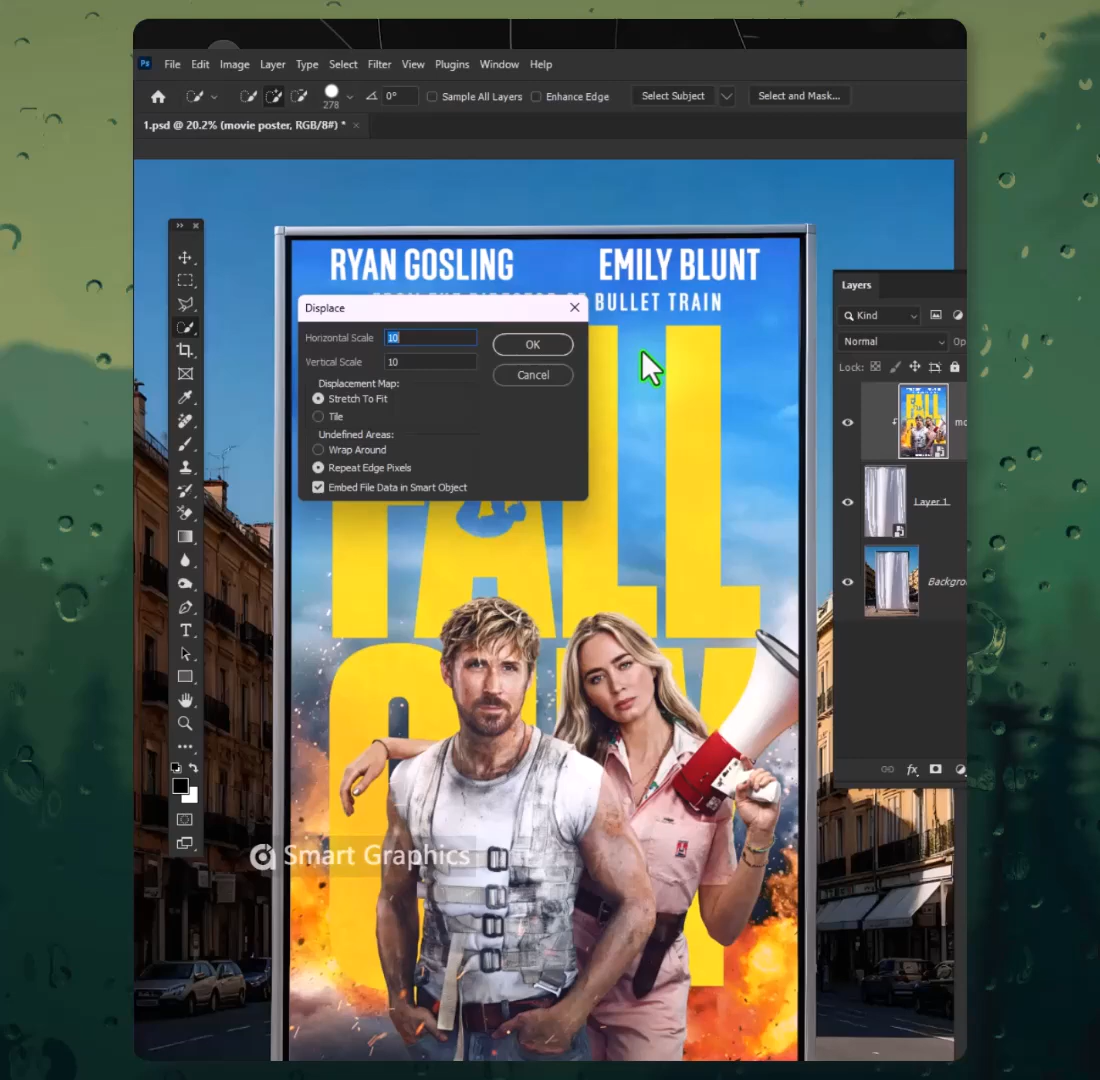 Ps File Edit Image Layer Type Select Filter View Plugins Window Help
278 0° Sample All Layers Enhance Edge Select Subject Select and Mask...
1.psd @ 20.2% (movie poster, RGB/8#) * ×
RYAN GOSLING EMILY BLUNT
BULLET TRAIN
Displace
Horizontal Scale 10 OK
Vertical Scale 10 Cancel
Displacement Map:
Stretch To Fit
Tile
Undefined Areas:
Wrap Around
Repeat Edge Pixels
Embed File Data in Smart Object
FALL
GUY
Smart Graphics
Layers
Kind
Normal Op
Lock:
mo
Layer 1
Backgro
fx